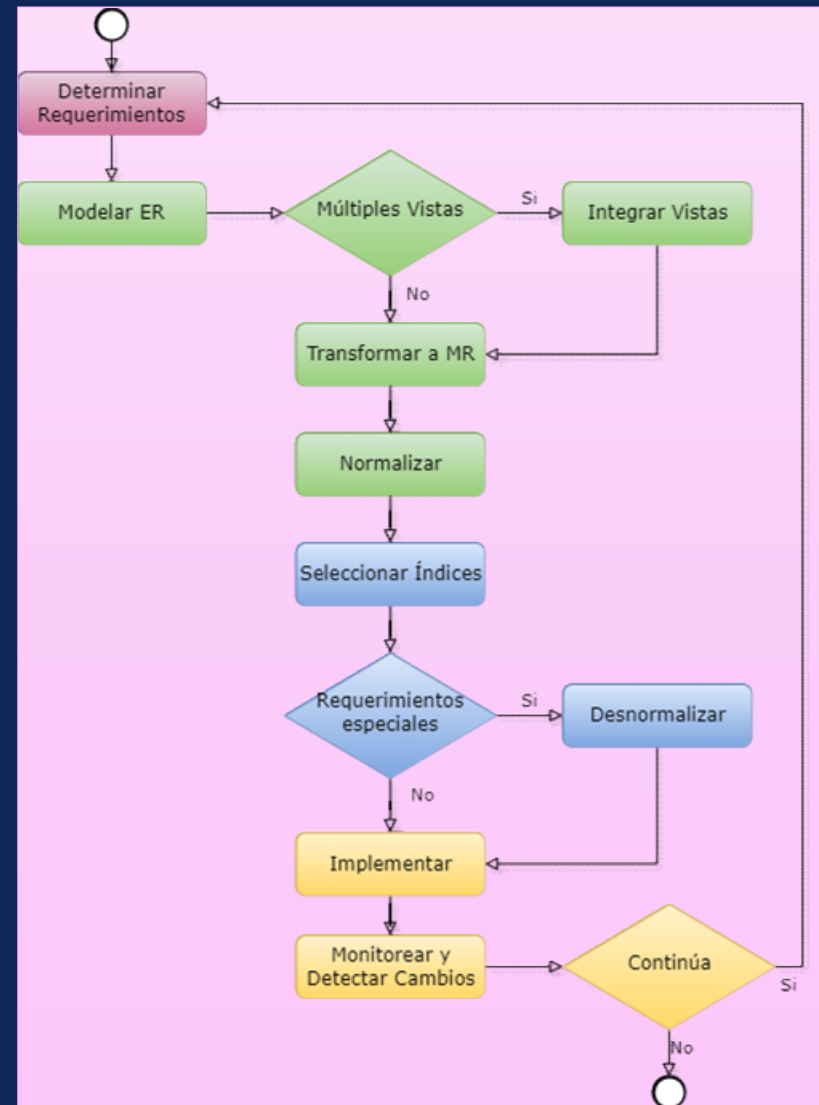 Determinar
Requerimientos
Modelar ER
Múltiples Vistas
Si
Integrar Vistas
No
Transformar a MR
Normalizar
Seleccionar Índices
Requerimientos
especiales
Si
Desnormalizar
No
Implementar
Monitorear y
Detectar Cambios
Continúa
Si
No